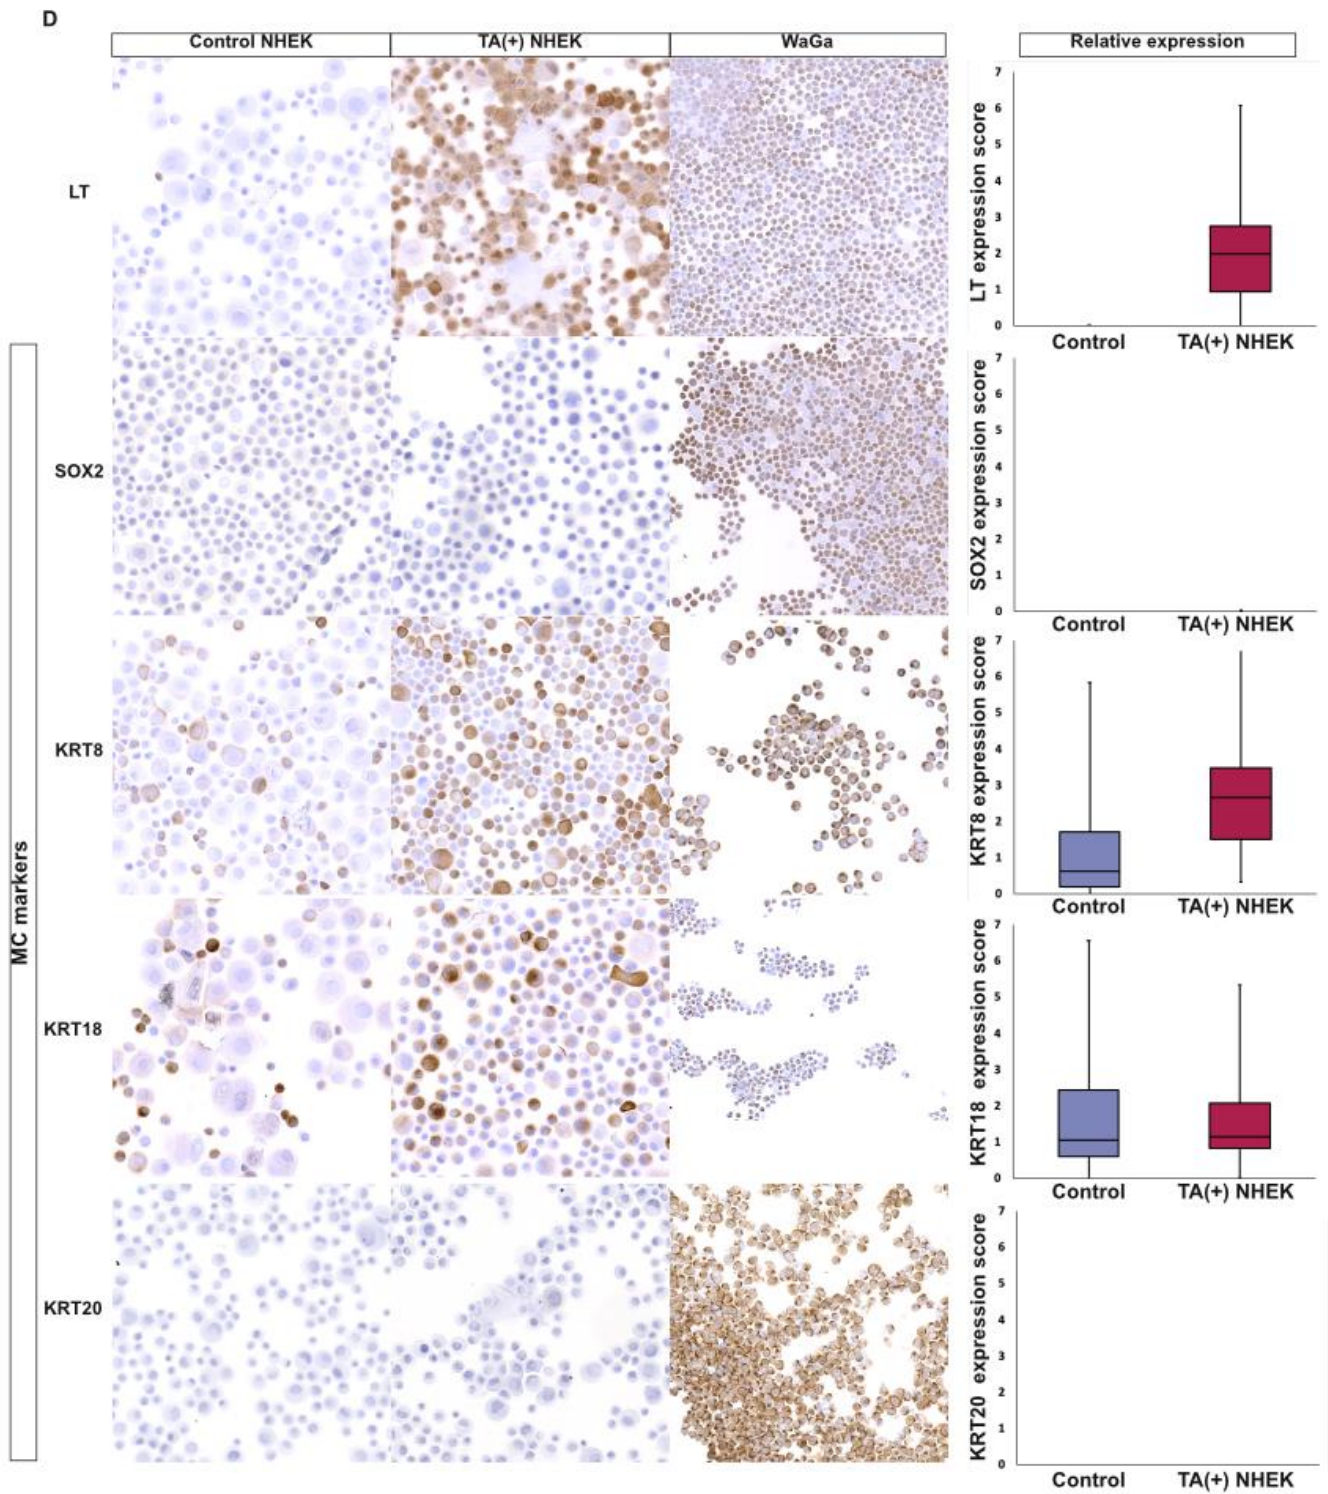 D
Control NHEK TA(+) NHEK WaGa Relative expression
LT
LT expression score
7
6
5
4
3
2
1
0
Control TA(+) NHEK
MC markers
SOX2
SOX2 expression score
7
6
5
4
3
2
1
0
Control TA(+) NHEK
KRT8
KRT8 expression score
7
6
5
4
3
2
1
0
Control TA(+) NHEK
KRT18
KRT18 expression score
7
6
5
4
3
2
1
0
Control TA(+) NHEK
KRT20
KRT20 expression score
7
6
5
4
3
2
1
0
Control TA(+) NHEK